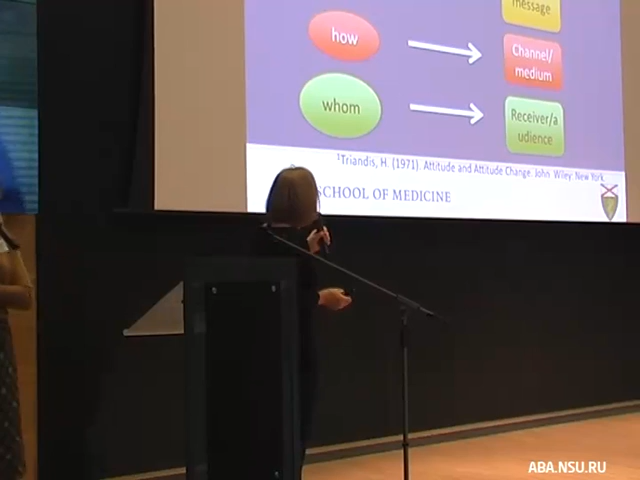 message
how
Channel/
medium
whom
Receiver/a
udience
¹Triandis, H. (1971). Attitude and Attitude Change. John Wiley: New York.
SCHOOL OF MEDICINE
ABA.NSU.RU